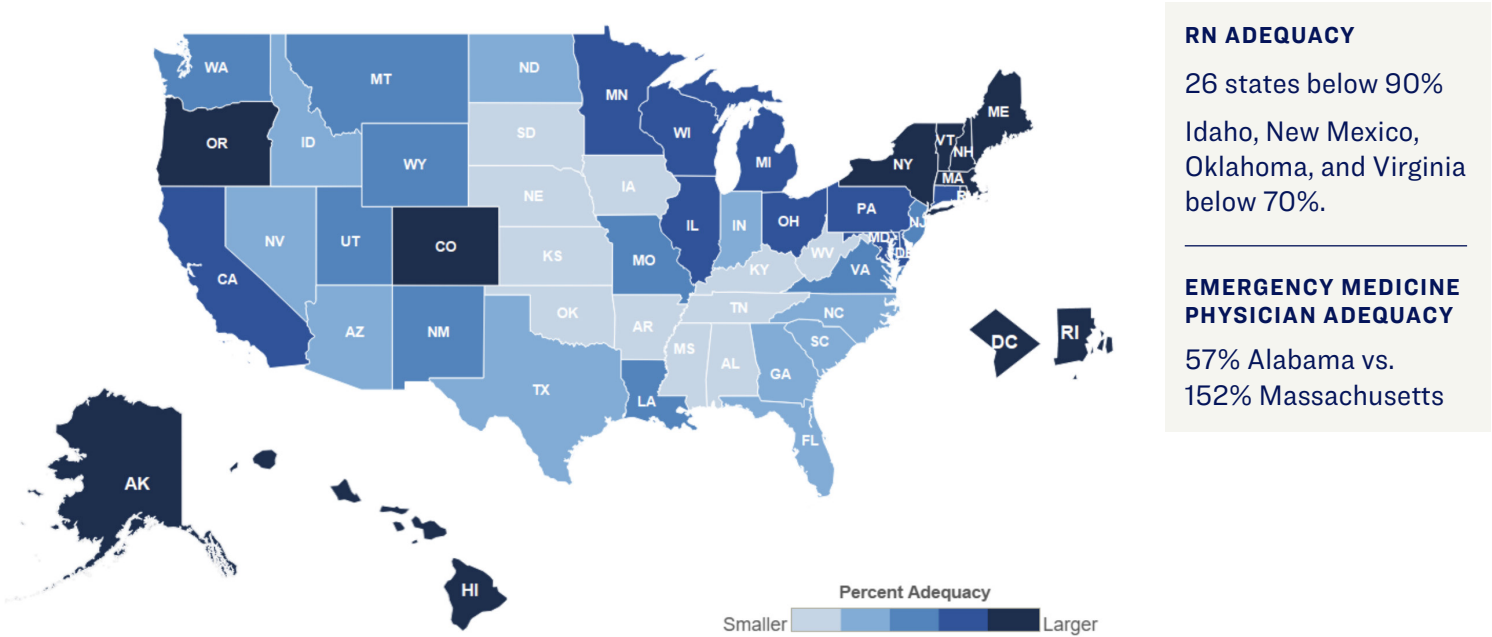 WA
MT
ND
MN
ME
OR
ID
SD
WI
VT
NH
WY
MI
NY
MA
IA
NE
PA
NV
UT
CO
IL
IN
OH
NJ
CA
KS
MO
WV
MD
KY
VA
AZ
NM
OK
AR
TN
NC
MS
AL
SC
GA
TX
LA
FL
DC
RI
AK
HI
Percent Adequacy
Smaller
Larger
RN ADEQUACY
26 states below 90%
Idaho, New Mexico,
Oklahoma, and Virginia
below 70%.
EMERGENCY MEDICINE
PHYSICIAN ADEQUACY
57% Alabama vs.
152% Massachusetts